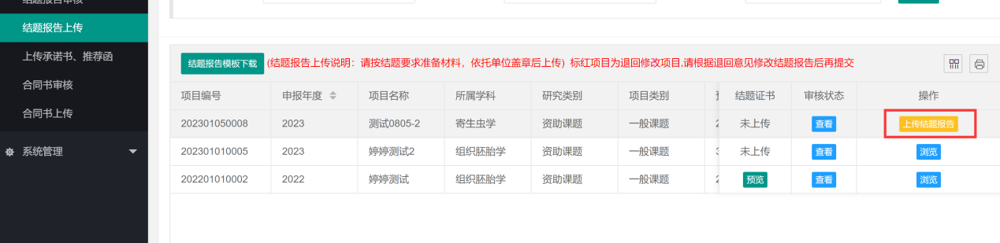 结题报告审核
结题报告上传
上传承诺书、推荐函
合同书审核
合同书上传
系统管理
结题报告模板下载 (结题报告上传说明：请按结题要求准备材料，依托单位盖章后上传) 标红项目为退回修改项目,请根据退回意见修改结题报告后再提交
项目编号 申报年度 项目名称 所属学科 研究类别 项目类别 结题证书 审核状态 操作
202301050008 2023 测试0805-2 寄生虫学 资助课题 一般课题 未上传 查看 上传结题报告
202301010005 2023 婷婷测试2 组织胚胎学 资助课题 一般课题 未上传 查看 浏览
202201010002 2022 婷婷测试 组织胚胎学 资助课题 一般课题 预览 查看 浏览